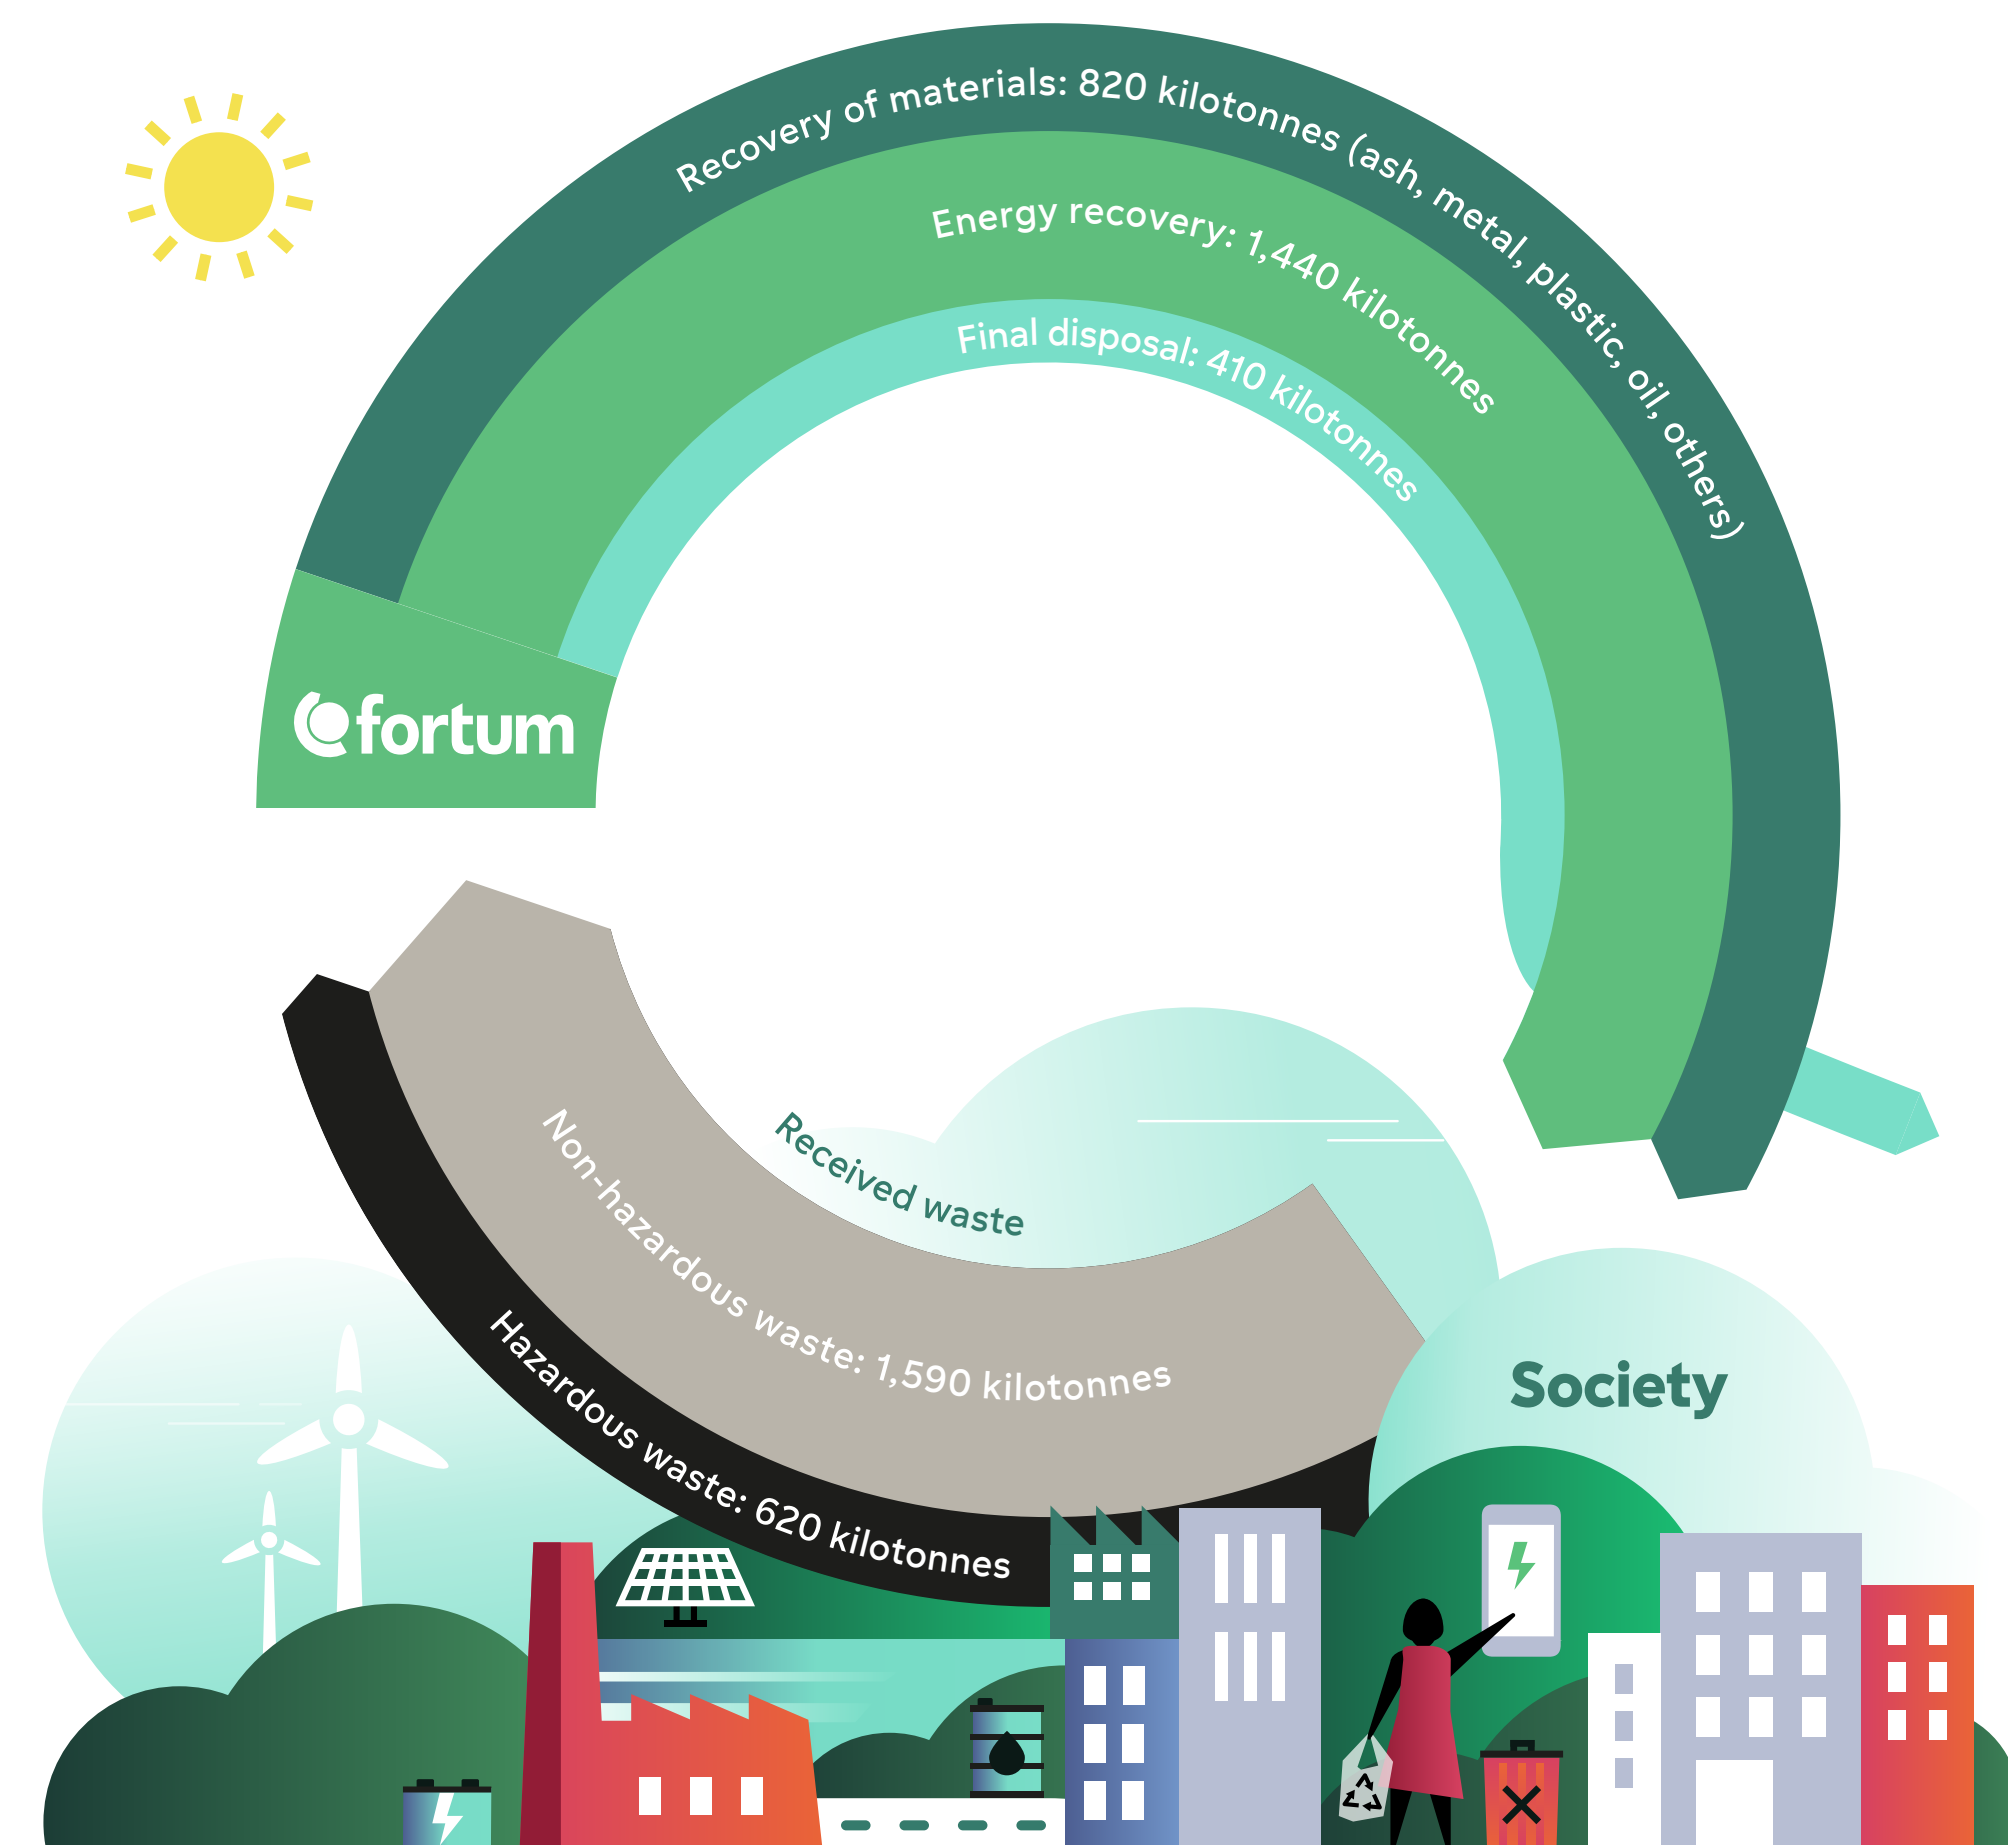 Recovery of materials: 820 kilotonnes (ash, metal, plastic, oil, others)
Energy recovery: 1,440 kilotonnes
Final disposal: 410 kilotonnes
fortum
Received waste
Non-hazardous waste: 1,590 kilotonnes
Hazardous waste: 620 kilotonnes
Society